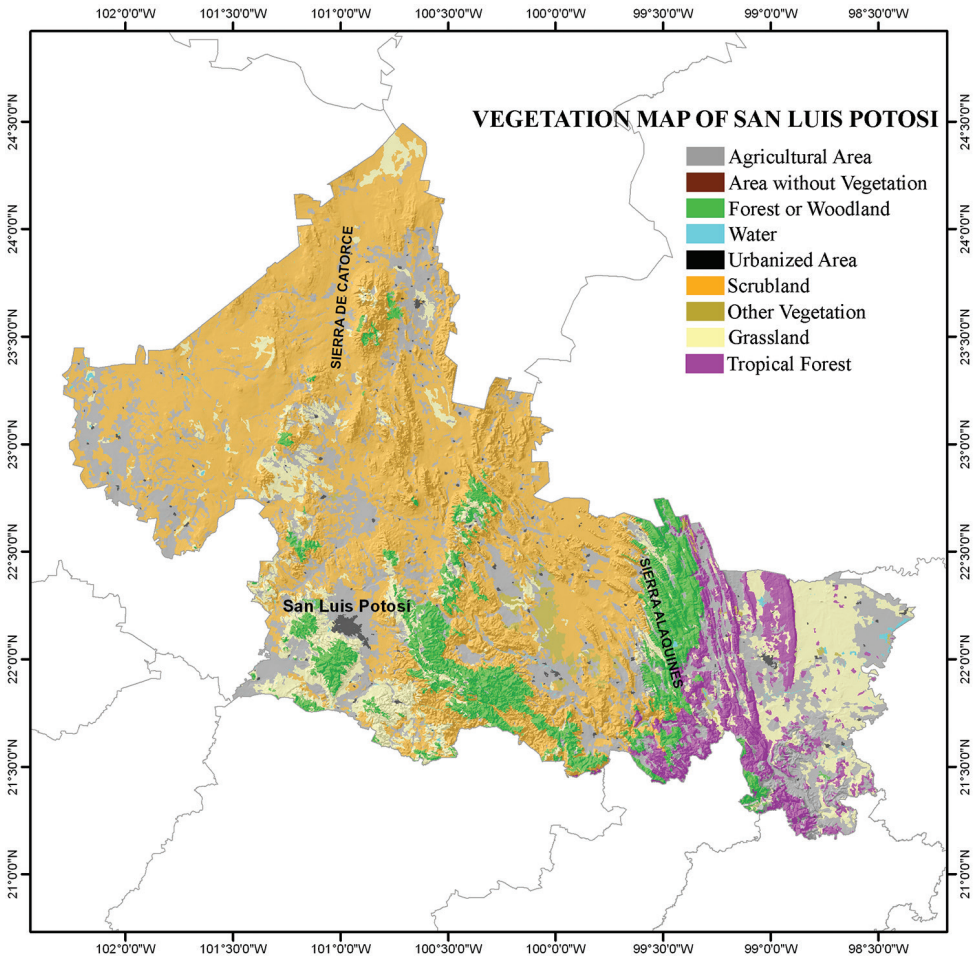 102°0'0"W 101°30'0"W 101°0'0"W 100°30'0"W 100°0'0"W 99°30'0"W 99°0'0"W 98°30'0"W
24°30'0"N
24°30'0"N
VEGETATION MAP OF SAN LUIS POTOSI
Agricultural Area
Area without Vegetation
Forest or Woodland
Water
Urbanized Area
Scrubland
Other Vegetation
Grassland
Tropical Forest
24°0'0"N
24°0'0"N
SIERRA DE CATORCE
23°30'0"N
23°30'0"N
23°0'0"N
23°0'0"N
22°30'0"N
22°30'0"N
San Luis Potosí
SIERRA ALAQUINES
22°0'0"N
22°0'0"N
21°30'0"N
21°30'0"N
21°0'0"N
21°0'0"N
102°0'0"W 101°30'0"W 101°0'0"W 100°30'0"W 100°0'0"W 99°30'0"W 99°0'0"W 98°30'0"W